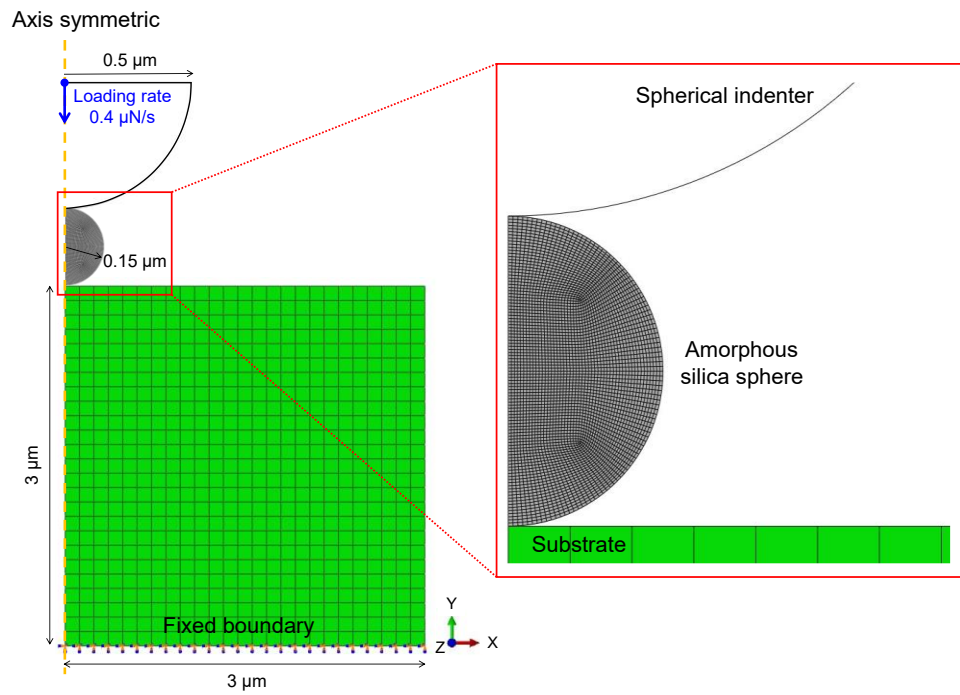 Axis symmetric
0.5 µm
Loading rate
0.4 µN/s
0.15 µm
3 µm
Fixed boundary
3 µm
Y
Z
X
Spherical indenter
Amorphous
silica sphere
Substrate